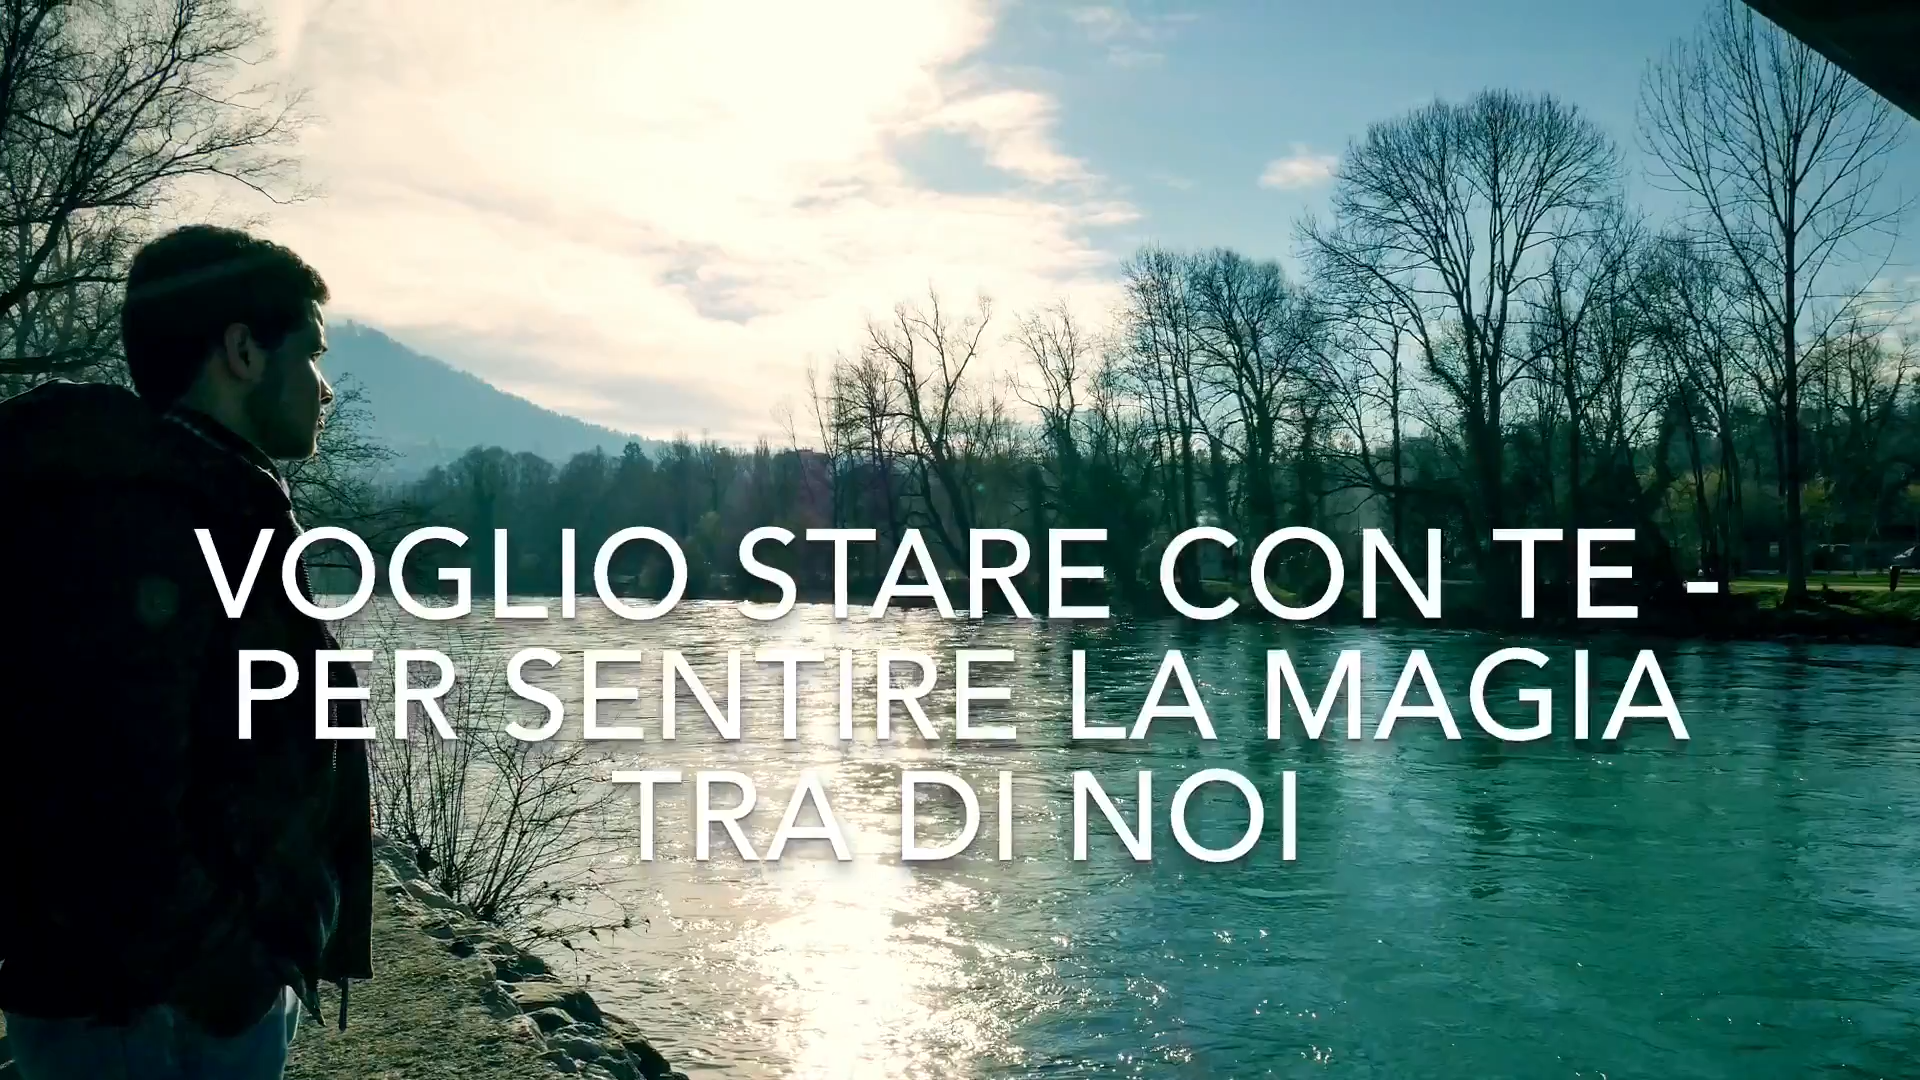 VOGLIO STARE CON TE -
PER SENTIRE LA MAGIA
TRA DI NOI